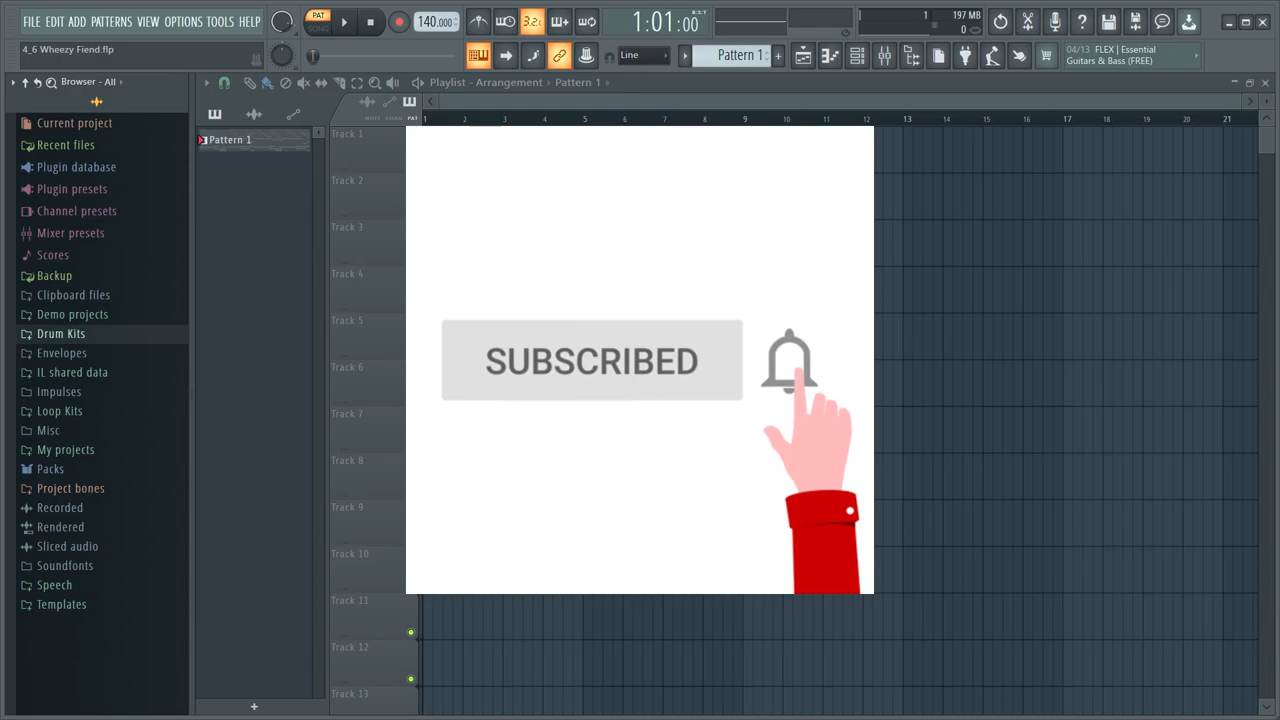 FILE EDIT ADD PATTERNS VIEW OPTIONS TOOLS HELP
PAT
SONG
140.000
3.2.
1:01:00
B:S:T
1
197 MB
0
4_6 Wheezy Fiend.flp
Line
Pattern 1
04/13 FLEX | Essential
Guitars & Bass (FREE)
Browser - All
Playlist - Arrangement
Pattern 1
NOTE CHAN PAT
1 2 3 4 5 6 7 8 9 10 11 12 13 14 15 16 17 18 19 20 21
Current project
Recent files
Plugin database
Plugin presets
Channel presets
Mixer presets
Scores
Backup
Clipboard files
Demo projects
Drum Kits
Envelopes
IL shared data
Impulses
Loop Kits
Misc
My projects
Packs
Project bones
Recorded
Rendered
Sliced audio
Soundfonts
Speech
Templates
Pattern 1
Track 1
Track 2
Track 3
Track 4
Track 5
Track 6
Track 7
Track 8
Track 9
Track 10
Track 11
Track 12
Track 13
SUBSCRIBED